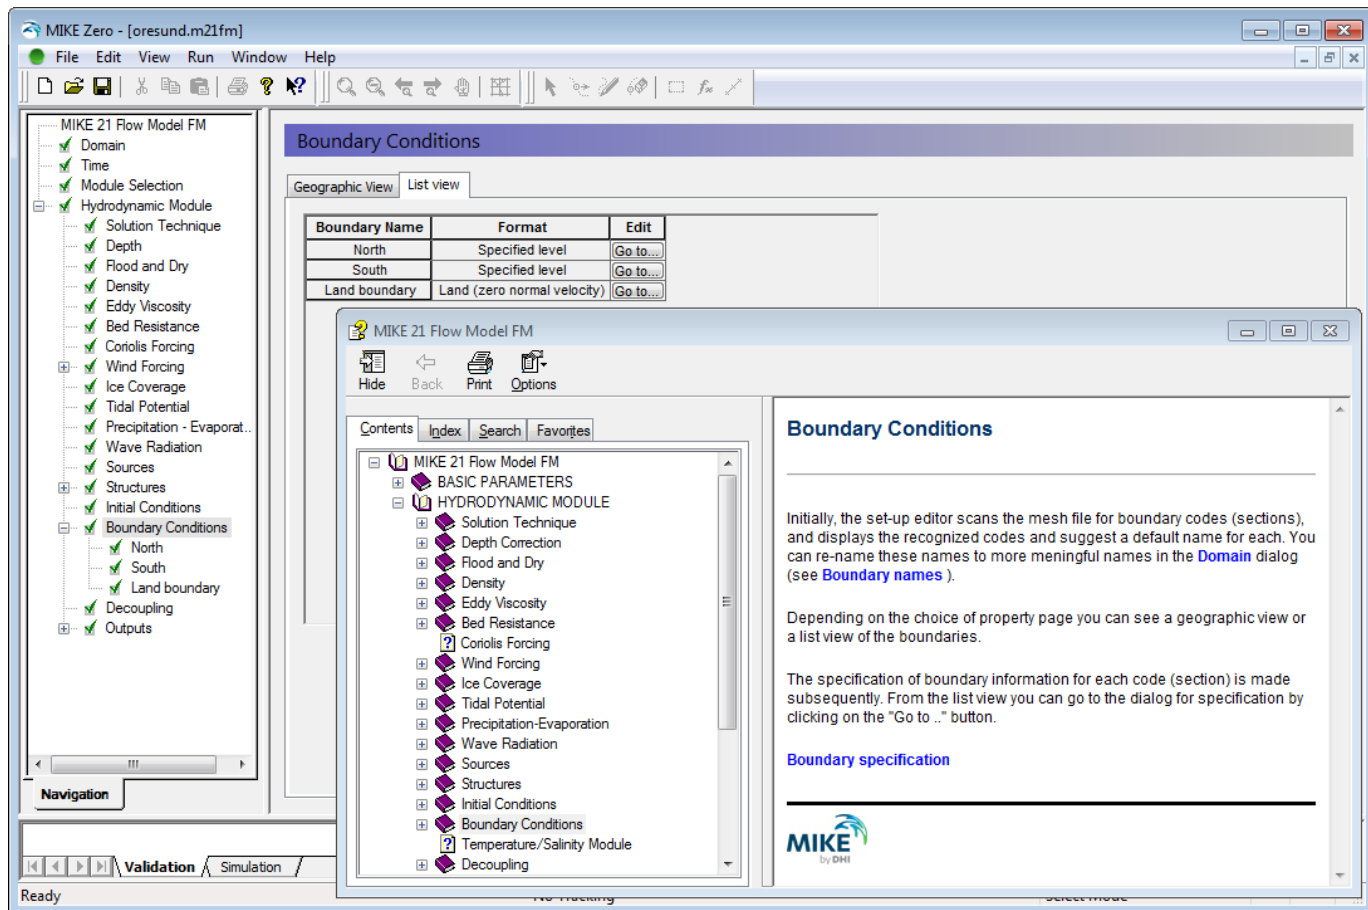 MIKE Zero - [oresund.m21fm]
File Edit View Run Window Help
MIKE 21 Flow Model FM
Domain
Time
Module Selection
Hydrodynamic Module
Solution Technique
Depth
Flood and Dry
Density
Eddy Viscosity
Bed Resistance
Coriolis Forcing
Wind Forcing
Ice Coverage
Tidal Potential
Precipitation - Evaporat..
Wave Radiation
Sources
Structures
Initial Conditions
Boundary Conditions
North
South
Land boundary
Decoupling
Outputs
Navigation
Boundary Conditions
Geographic View List view
Boundary Name Format Edit
North Specified level Go to...
South Specified level Go to...
Land boundary Land (zero normal velocity) Go to...
MIKE 21 Flow Model FM
Hide Back Print Options
Contents Index Search Favorites
MIKE 21 Flow Model FM
BASIC PARAMETERS
HYDRODYNAMIC MODULE
Solution Technique
Depth Correction
Flood and Dry
Density
Eddy Viscosity
Bed Resistance
Coriolis Forcing
Wind Forcing
Ice Coverage
Tidal Potential
Precipitation-Evaporation
Wave Radiation
Sources
Structures
Initial Conditions
Boundary Conditions
Temperature/Salinity Module
Decoupling
Boundary Conditions
Initially, the set-up editor scans the mesh file for boundary codes (sections),
and displays the recognized codes and suggest a default name for each. You
can re-name these names to more meaningful names in the Domain dialog
(see Boundary names ).
Depending on the choice of property page you can see a geographic view or
a list view of the boundaries.
The specification of boundary information for each code (section) is made
subsequently. From the list view you can go to the dialog for specification by
clicking on the "Go to .." button.
Boundary specification
MIKE
by DHI
Validation Simulation
Ready No Tracking Select Mode